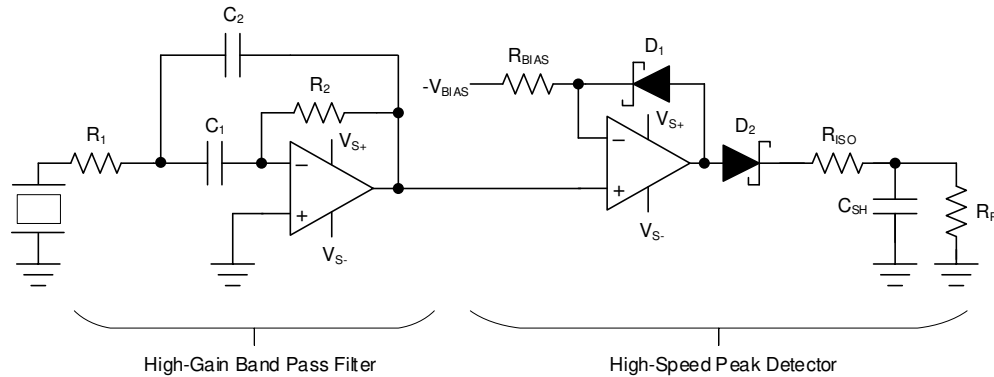 C2
R2
C1
R1
VS+
VS-
High-Gain Band Pass Filter
D1
RBIAS
-VBIAS
VS+
VS-
D2
RISO
CSH
High-Speed Peak Detector